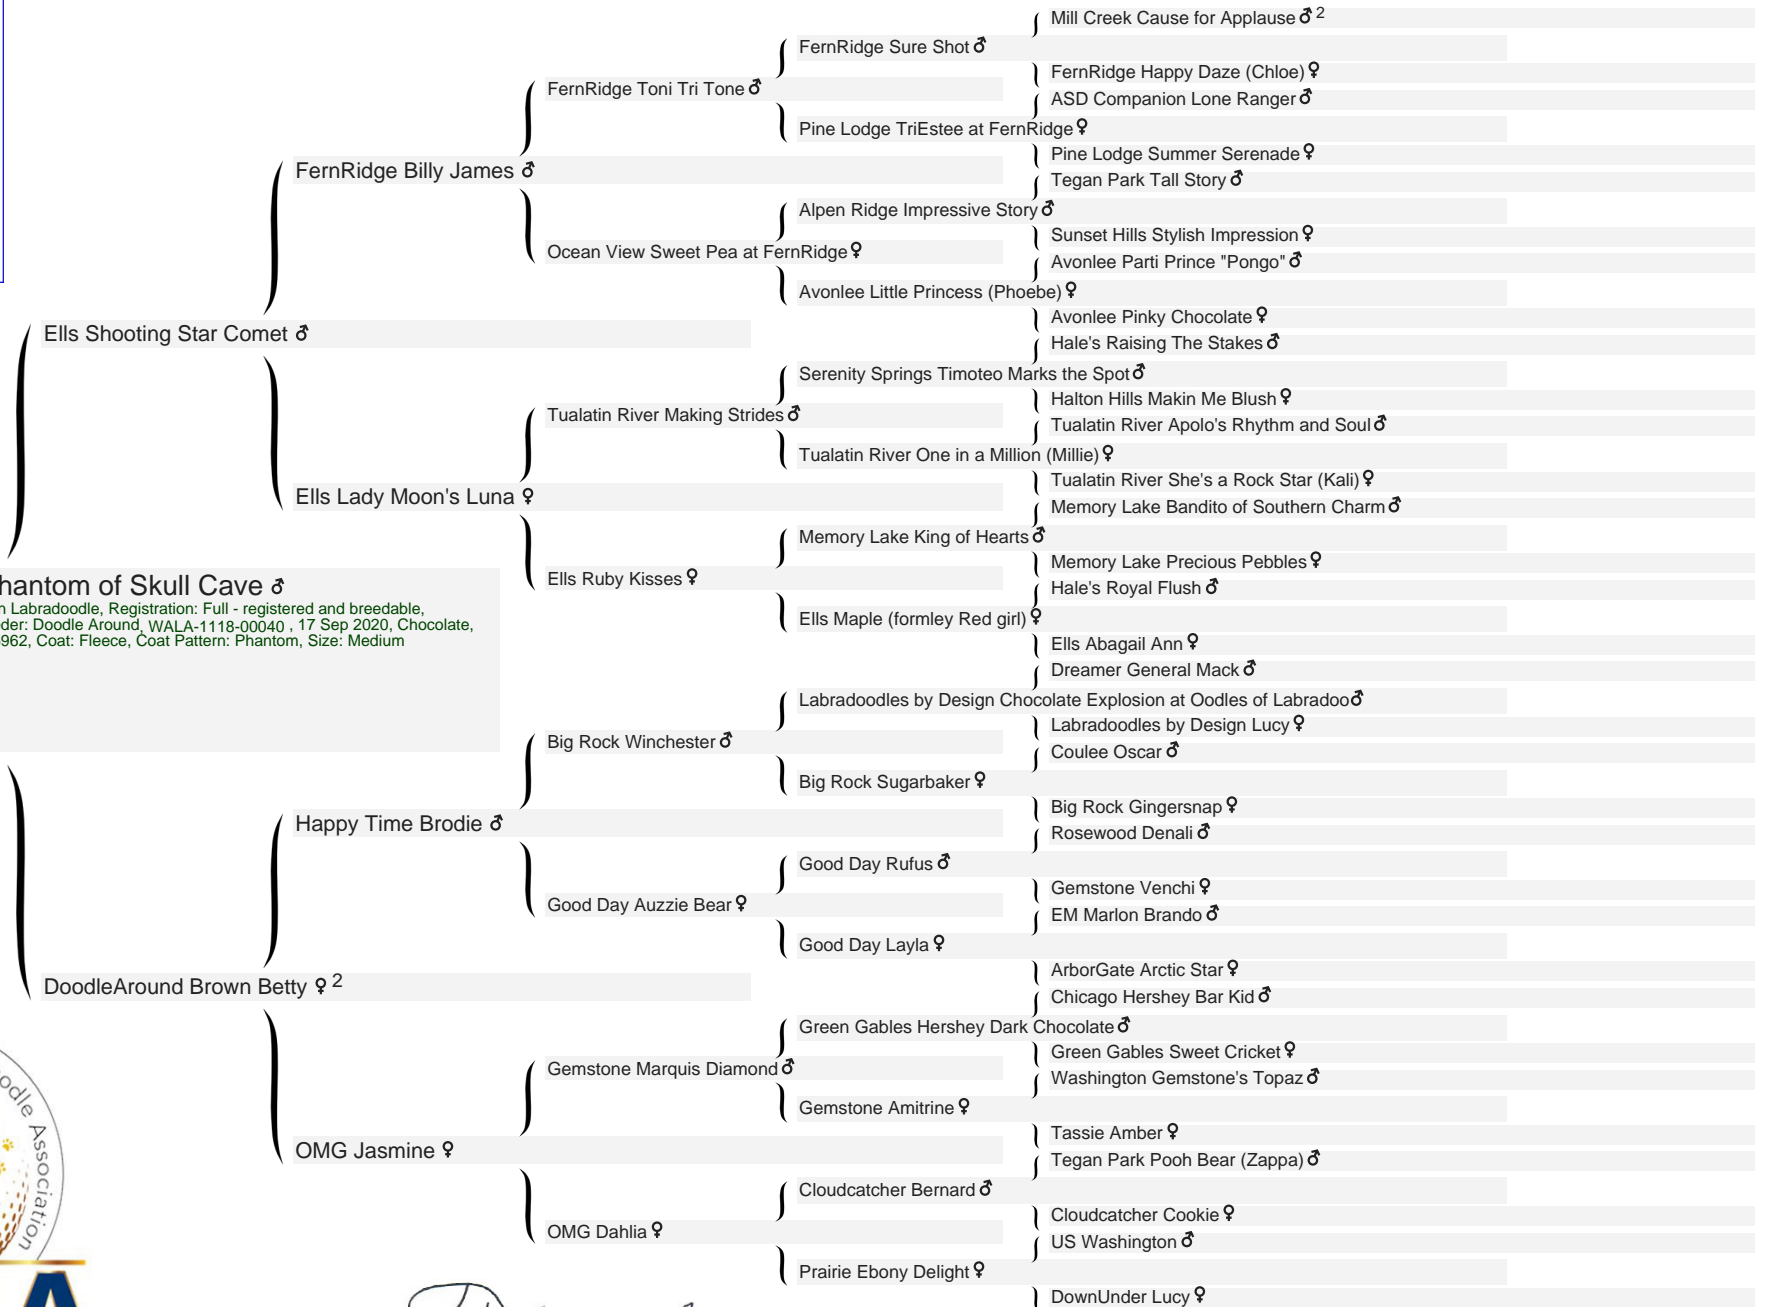 Mill Creek Cause for Applause ♂ 2
FernRidge Sure Shot ♂
FernRidge Happy Daze (Chloe) ♀
FernRidge Toni Tri Tone ♂
ASD Companion Lone Ranger ♂
Pine Lodge TriEstee at FernRidge ♀
Pine Lodge Summer Serenade ♀
FernRidge Billy James ♂
Tegan Park Tall Story ♂
Alpen Ridge Impressive Story ♂
Sunset Hills Stylish Impression ♀
Ocean View Sweet Pea at FernRidge ♀
Avonlee Parti Prince "Pongo" ♂
Avonlee Little Princess (Phoebe) ♀
Avonlee Pinky Chocolate ♀
Ells Shooting Star Comet ♂
Hale's Raising The Stakes ♂
Serenity Springs Timoteo Marks the Spot ♂
Halton Hills Makin Me Blush ♀
Tualatin River Making Strides ♂
Tualatin River Apolo's Rhythm and Soul ♂
Tualatin River One in a Million (Millie) ♀
Tualatin River She's a Rock Star (Kali) ♀
Ells Lady Moon's Luna ♀
Memory Lake Bandito of Southern Charm ♂
Memory Lake King of Hearts ♂
Memory Lake Precious Pebbles ♀
Ells Ruby Kisses ♀
Hale's Royal Flush ♂
Ells Maple (formley Red girl) ♀
Ells Abagail Ann ♀
hantom of Skull Cave ♂
n Labradoodle, Registration: Full - registered and breedable,
der: Doodle Around, WALA-1118-00040 , 17 Sep 2020, Chocolate,
962, Coat: Fleece, Coat Pattern: Phantom, Size: Medium
Dreamer General Mack ♂
Labradoodles by Design Chocolate Explosion at Oodles of Labradoo ♂
Labradoodles by Design Lucy ♀
Big Rock Winchester ♂
Coulee Oscar ♂
Big Rock Sugarbaker ♀
Big Rock Gingersnap ♀
Happy Time Brodie ♂
Rosewood Denali ♂
Good Day Rufus ♂
Gemstone Venchi ♀
Good Day Auzzie Bear ♀
EM Marlon Brando ♂
Good Day Layla ♀
ArborGate Arctic Star ♀
DoodleAround Brown Betty ♀ 2
Chicago Hershey Bar Kid ♂
Green Gables Hershey Dark Chocolate ♂
Green Gables Sweet Cricket ♀
Gemstone Marquis Diamond ♂
Washington Gemstone's Topaz ♂
Gemstone Amitrine ♀
Tassie Amber ♀
OMG Jasmine ♀
Tegan Park Pooh Bear (Zappa) ♂
Cloudcatcher Bernard ♂
Cloudcatcher Cookie ♀
OMG Dahlia ♀
US Washington ♂
Prairie Ebony Delight ♀
DownUnder Lucy ♀
oodle Association
A